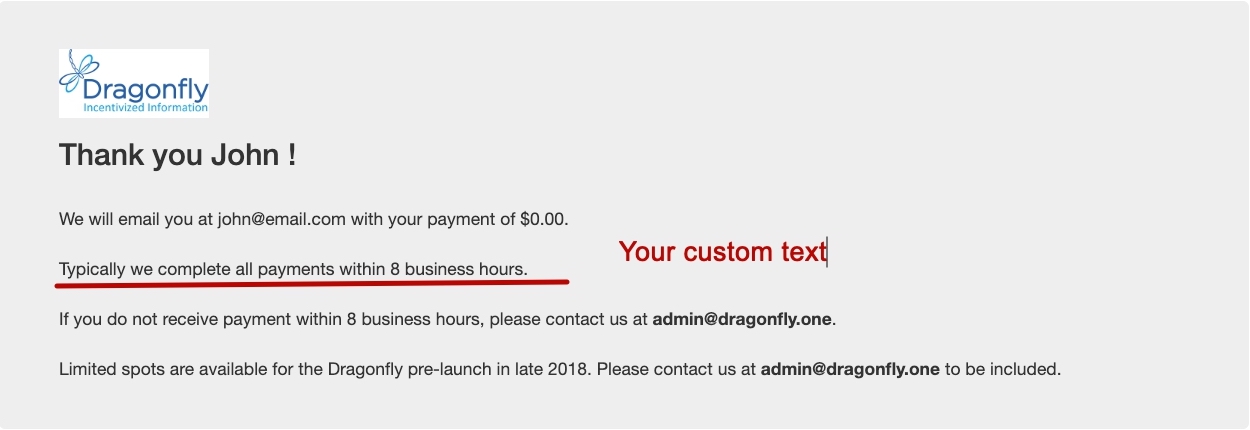 Dragonfly
Incentivized Information
Thank you John !
We will email you at john@email.com with your payment of $0.00.
Your custom text
Typically we complete all payments within 8 business hours.
If you do not receive payment within 8 business hours, please contact us at admin@dragonfly.one.
Limited spots are available for the Dragonfly pre-launch in late 2018. Please contact us at admin@dragonfly.one to be included.